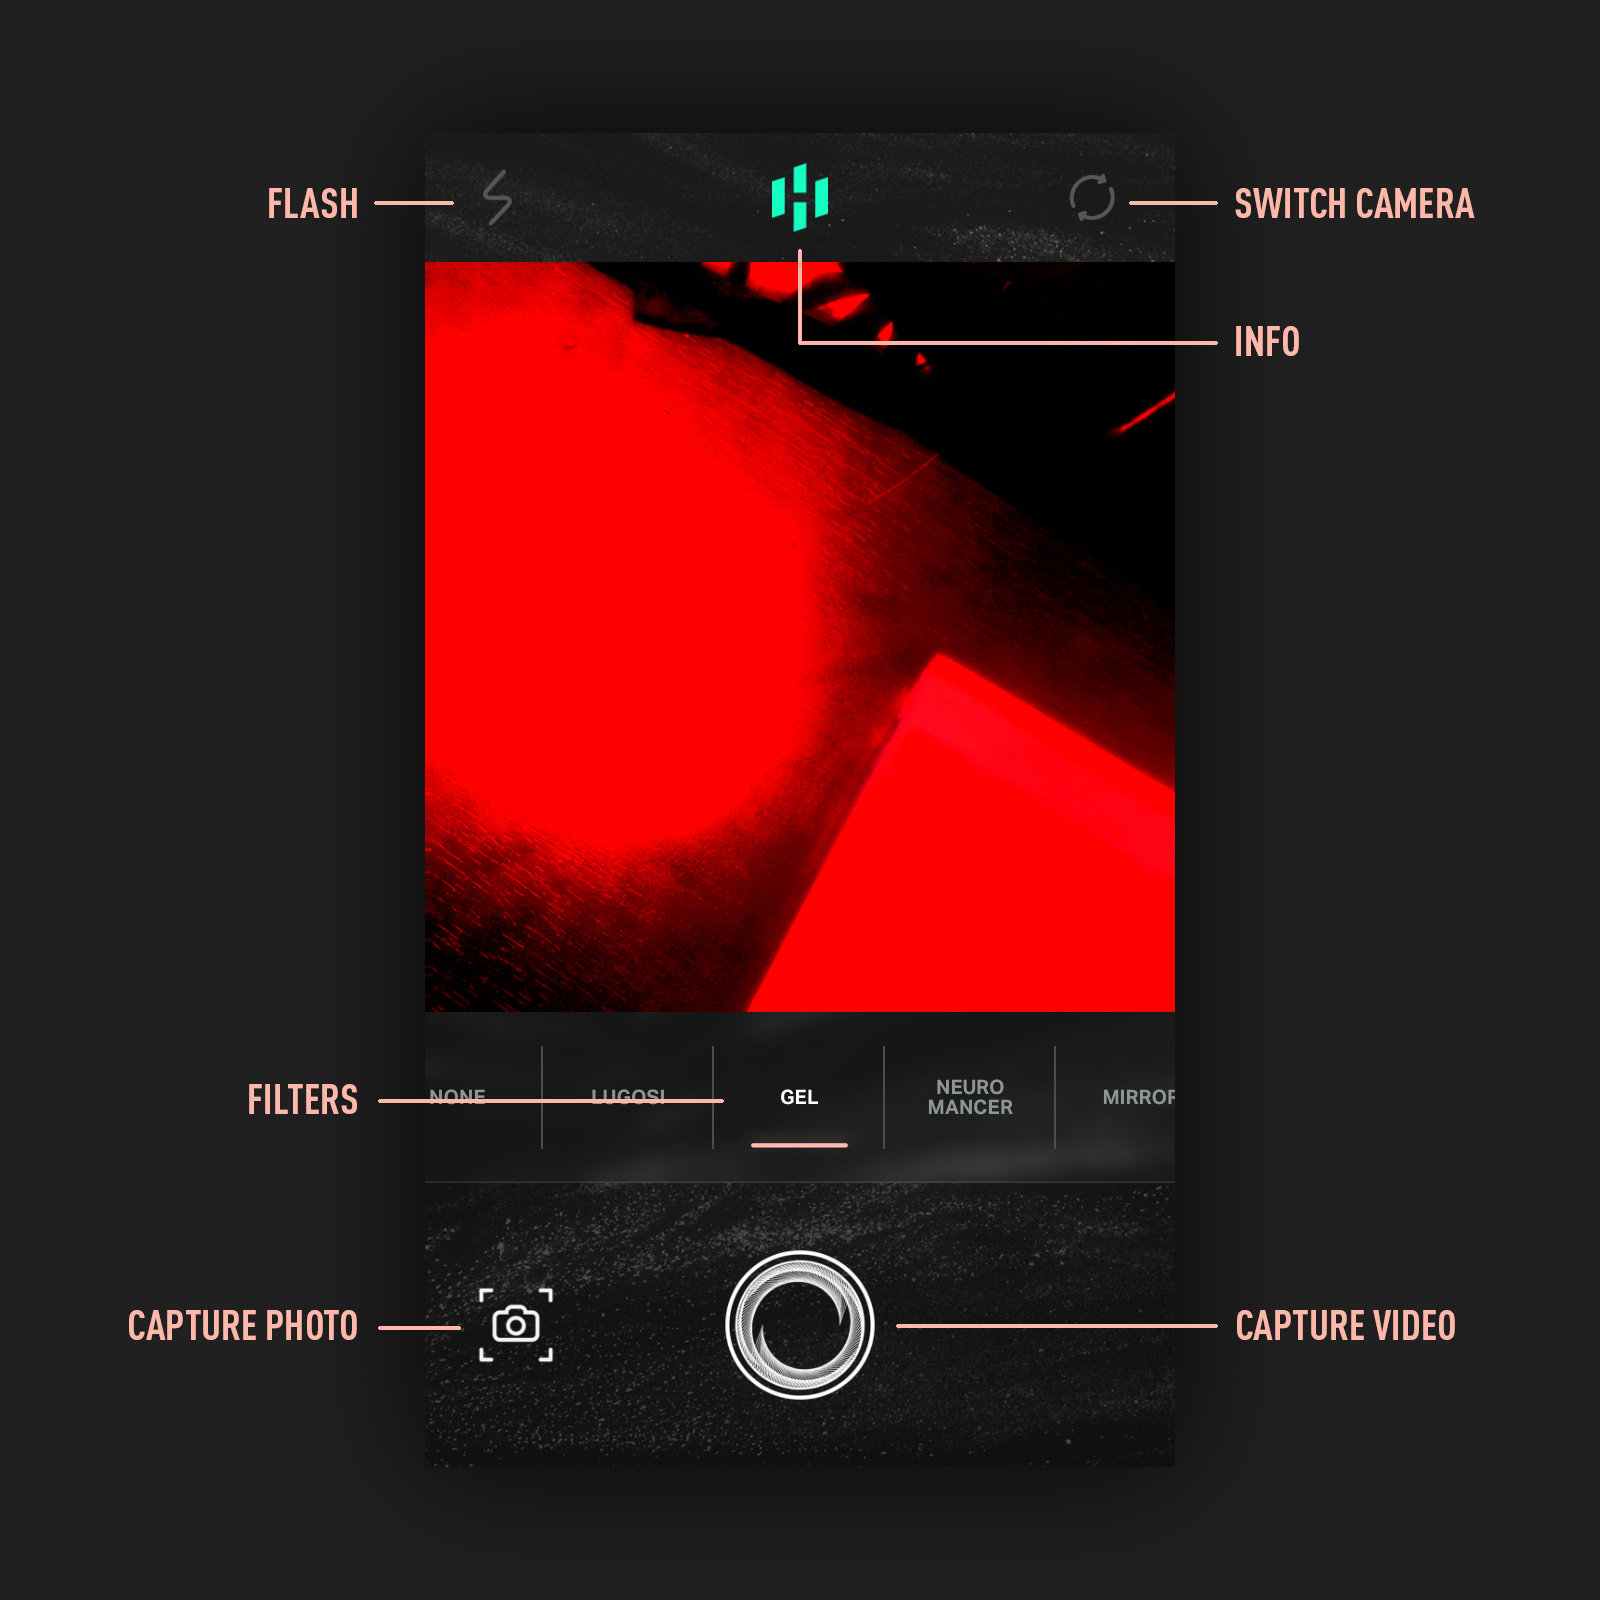 FLASH
SWITCH CAMERA
INFO
FILTERS
NONE
LUGOSI
GEL
NEURO
MANCER
MIRROR
CAPTURE PHOTO
CAPTURE VIDEO